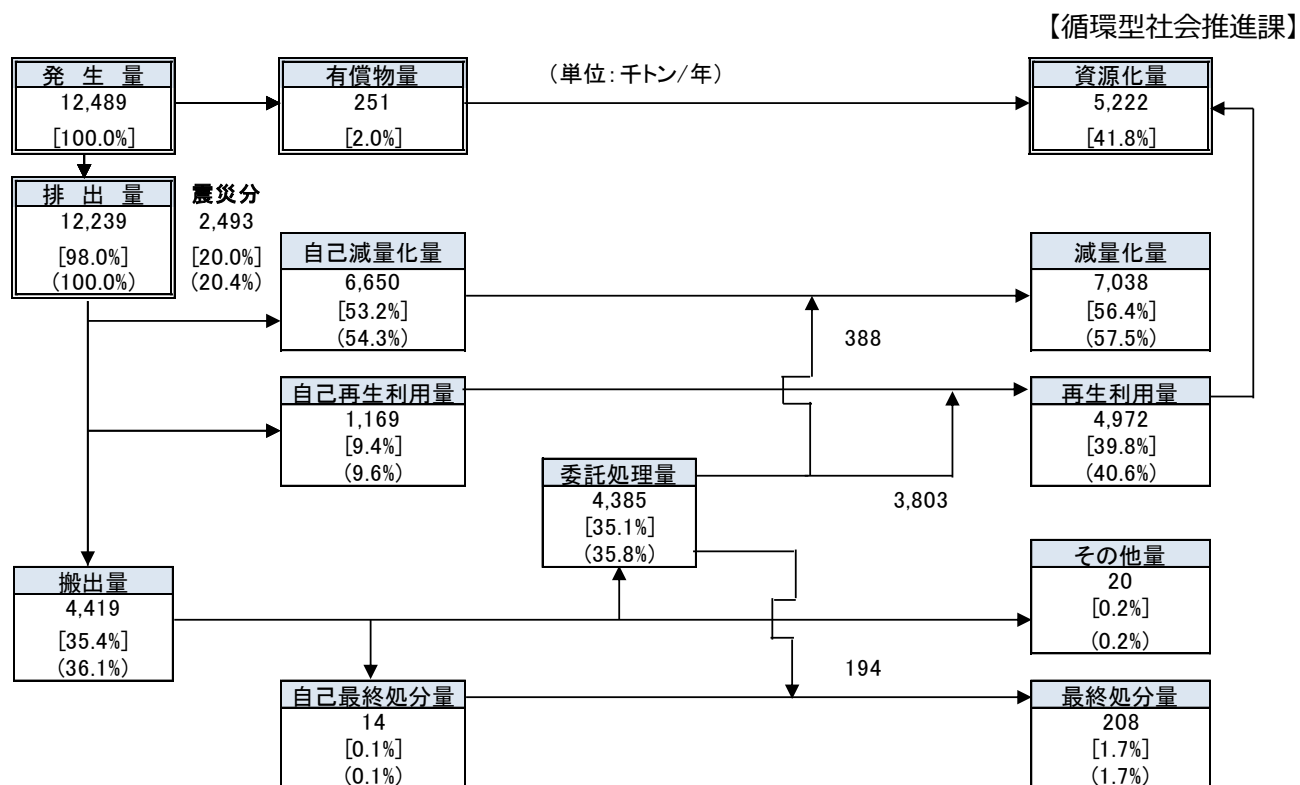 【循環型社会推進課】
発 生 量
12,489
[100.0%]
有償物量
251
[2.0%]
（単位：千トン/年）
資源化量
5,222
[41.8%]
排 出 量
12,239
[98.0%]
(100.0%)
震災分
2,493
[20.0%]
(20.4%)
自己減量化量
6,650
[53.2%]
(54.3%)
減量化量
7,038
[56.4%]
(57.5%)
388
自己再生利用量
1,169
[9.4%]
(9.6%)
再生利用量
4,972
[39.8%]
(40.6%)
委託処理量
4,385
[35.1%]
(35.8%)
3,803
搬出量
4,419
[35.4%]
(36.1%)
その他量
20
[0.2%]
(0.2%)
194
自己最終処分量
14
[0.1%]
(0.1%)
最終処分量
208
[1.7%]
(1.7%)